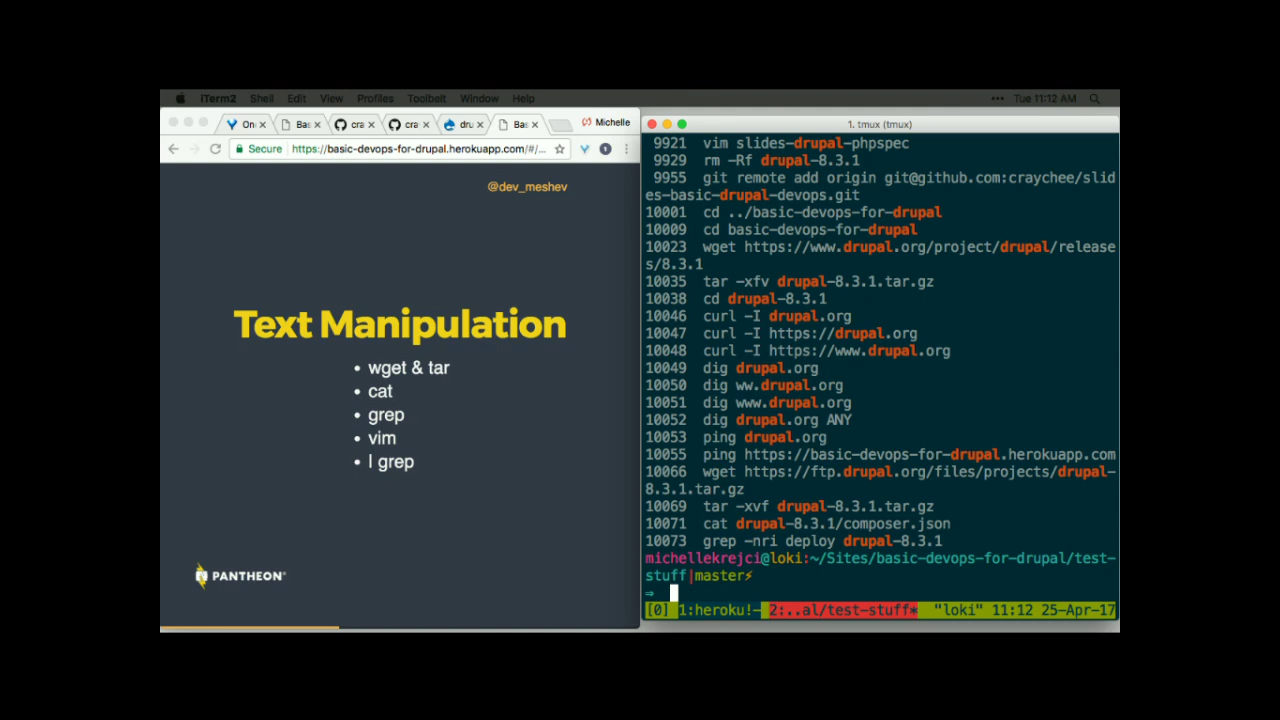 iTerm2 Shell Edit View Profiles Toolbelt Window Help ••• Tue 11:12 AM
On× Bas× cra× cra× dru× Bas× Michelle
Secure https://basic-devops-for-drupal.herokuapp.com/#/...
@dev_meshev
Text Manipulation
• wget & tar
• cat
• grep
• vim
• | grep
PANTHEON
1. tmux (tmux)
9921 vim slides-drupal-phpspec
9929 rm -Rf drupal-8.3.1
9955 git remote add origin git@github.com:craychee/slid
es-basic-drupal-devops.git
10001 cd ../basic-devops-for-drupal
10009 cd basic-devops-for-drupal
10023 wget https://www.drupal.org/project/drupal/release
s/8.3.1
10035 tar -xfv drupal-8.3.1.tar.gz
10038 cd drupal-8.3.1
10046 curl -I drupal.org
10047 curl -I https://drupal.org
10048 curl -I https://www.drupal.org
10049 dig drupal.org
10050 dig ww.drupal.org
10051 dig www.drupal.org
10052 dig drupal.org ANY
10053 ping drupal.org
10055 ping https://basic-devops-for-drupal.herokuapp.com
10066 wget https://ftp.drupal.org/files/projects/drupal-
8.3.1.tar.gz
10069 tar -xvf drupal-8.3.1.tar.gz
10071 cat drupal-8.3.1/composer.json
10073 grep -nri deploy drupal-8.3.1
michellekrejci@loki:~/Sites/basic-devops-for-drupal/test-
stuff|master⚡
⇒
[0] 1:heroku!- 2:..al/test-stuff* "loki" 11:12 25-Apr-17